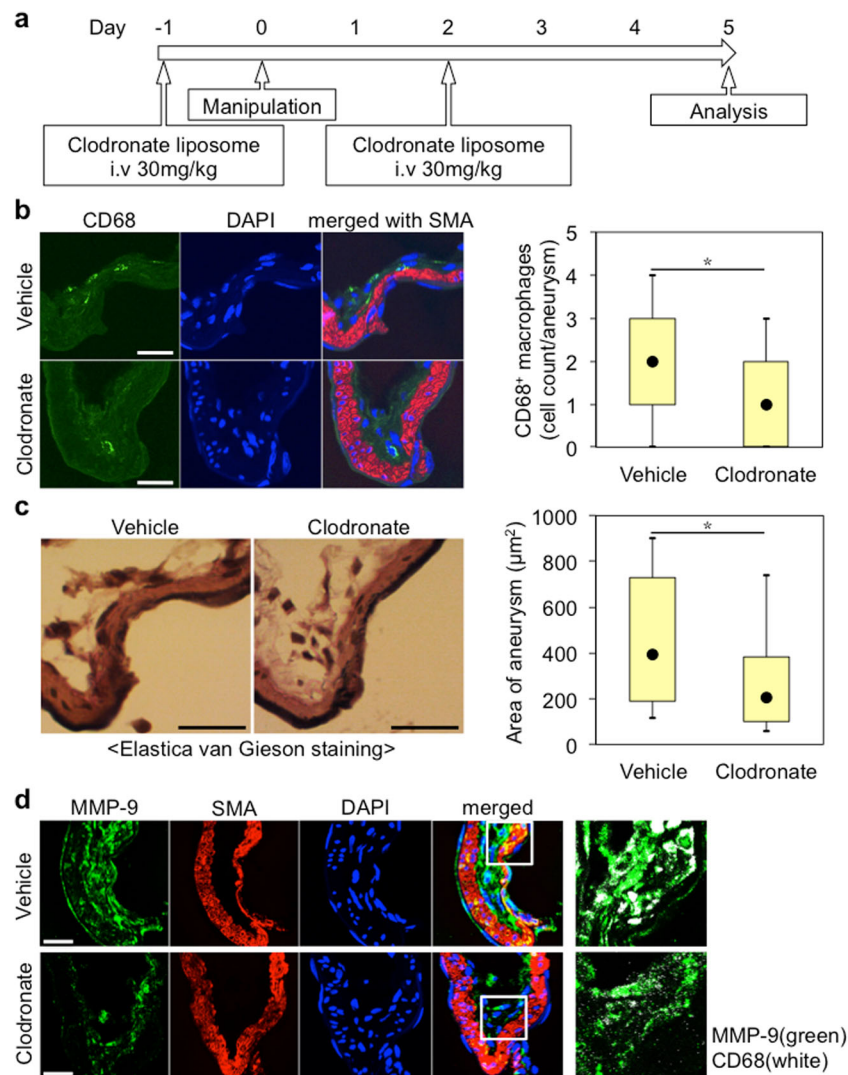 a
Day -1 0 1 2 3 4 5
Manipulation
Analysis
Clodronate liposome
i.v 30mg/kg
Clodronate liposome
i.v 30mg/kg
b
CD68 DAPI merged with SMA
Vehicle
Clodronate
CD68⁺ macrophages
(cell count/aneurysm)
5
4
3
2
1
0
*
Vehicle Clodronate
c
Vehicle Clodronate
<Elastica van Gieson staining>
Area of aneurysm (µm²)
1000
800
600
400
200
0
*
Vehicle Clodronate
d
MMP-9 SMA DAPI merged
Vehicle
Clodronate
MMP-9(green)
CD68(white)